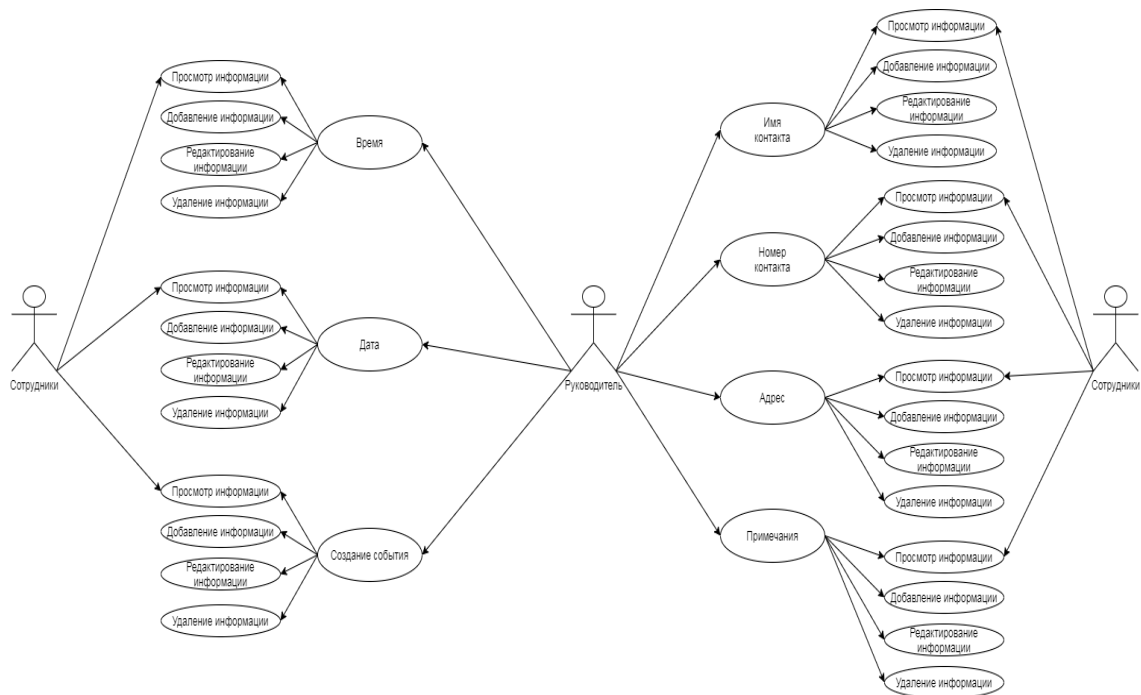 Просмотр информации
Добавление информации
Редактирование
информации
Удаление информации
Время
Просмотр информации
Добавление информации
Редактирование
информации
Удаление информации
Дата
Сотрудники
Просмотр информации
Добавление информации
Редактирование
информации
Удаление информации
Создание события
Руководитель
Имя
контакта
Просмотр информации
Добавление информации
Редактирование
информации
Удаление информации
Номер
контакта
Просмотр информации
Добавление информации
Редактирование
информации
Удаление информации
Адрес
Просмотр информации
Добавление информации
Редактирование
информации
Удаление информации
Примечания
Просмотр информации
Добавление информации
Редактирование
информации
Удаление информации
Сотрудники